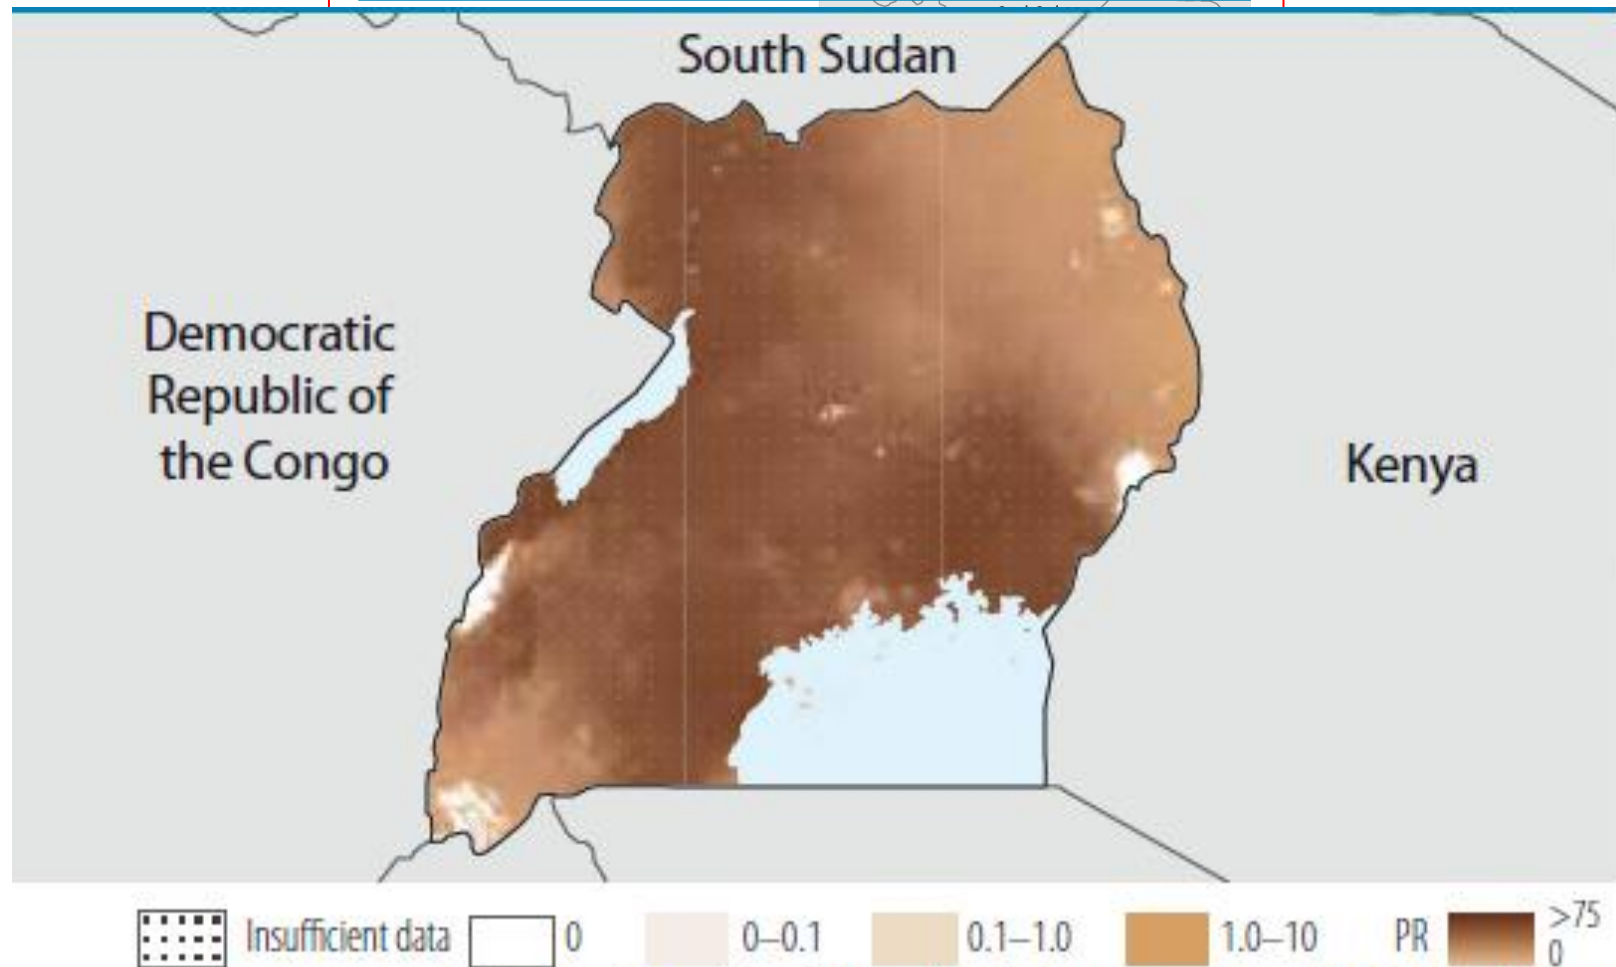 South Sudan
Democratic
Republic of
the Congo
Kenya
Insufficient data
0
0–0.1
0.1–1.0
1.0–10
PR
>75
0